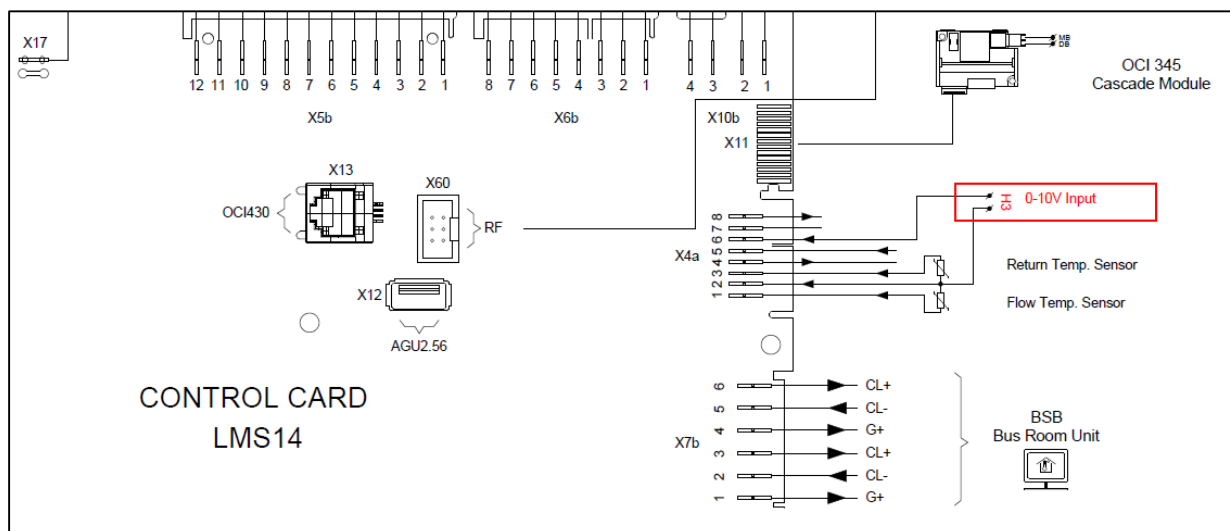 X17
12 11 10 9 8 7 6 5 4 3 2 1
X5b
8 7 6 5 4 3 2 1
X6b
4 3 2 1
X10b
X11
MB
DB
OCI 345
Cascade Module
X13
OCI430
X60
RF
X12
AGU2.56
H3
0-10V Input
8
7
6
5
4
3
2
1
X4a
Return Temp. Sensor
Flow Temp. Sensor
CONTROL CARD
LMS14
X7b
6 CL+
5 CL-
4 G+
3 CL+
2 CL-
1 G+
BSB
Bus Room Unit